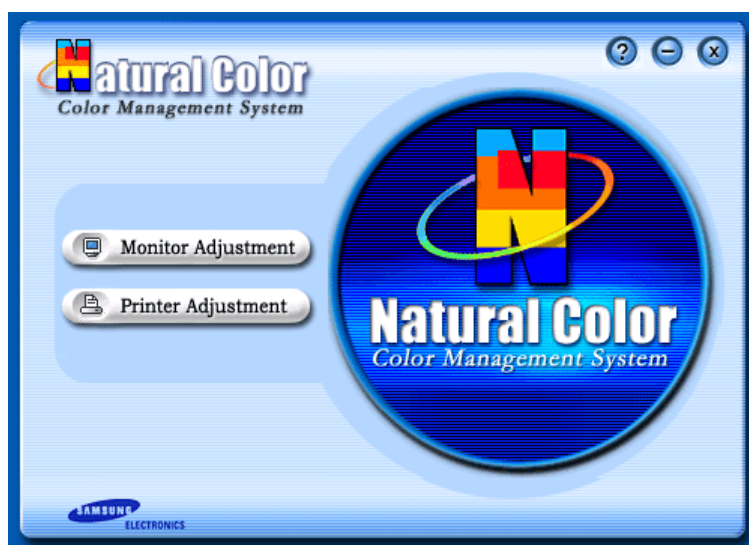 Natural Color
Color Management System
?
x
Monitor Adjustment
Printer Adjustment
N
Natural Color
Color Management System
SAMSUNG
ELECTRONICS